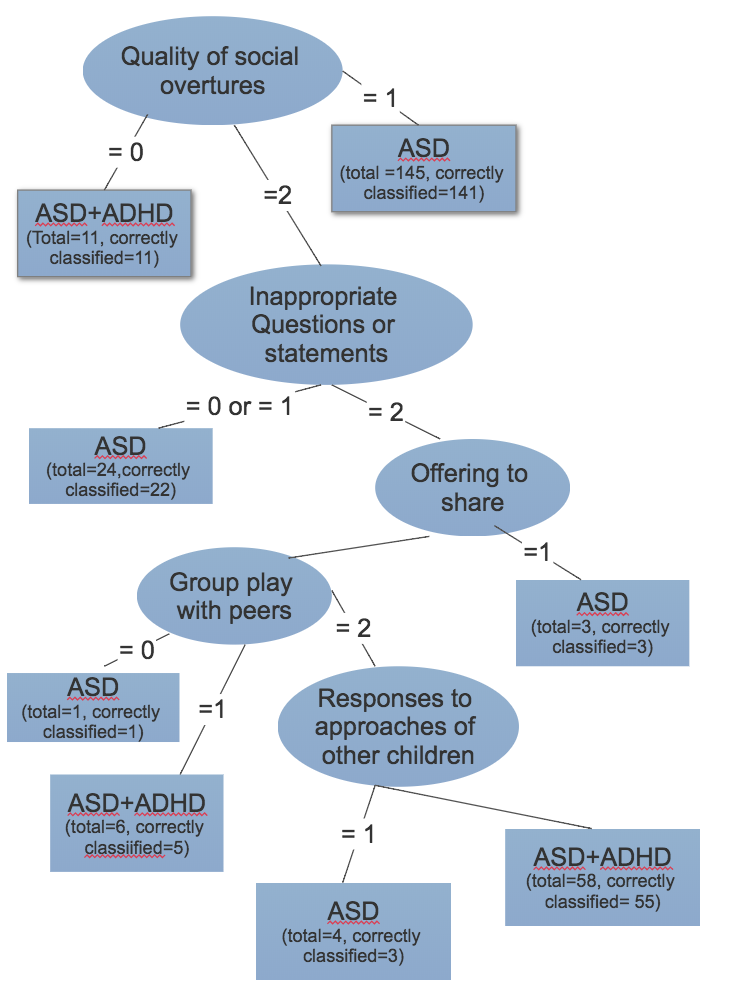 Quality of social
overtures
= 1
= 0
ASD
(total =145, correctly
classified=141)
=2
ASD+ADHD
(Total=11, correctly
classified=11)
Inappropriate
Questions or
statements
= 0 or = 1
= 2
ASD
(total=24,correctly
classified=22)
Offering to
share
=1
Group play
with peers
ASD
(total=3, correctly
classified=3)
= 2
= 0
ASD
(total=1, correctly
classified=1)
=1
Responses to
approaches of
other children
ASD+ADHD
(total=6, correctly
classiified=5)
= 1
ASD+ADHD
(total=58, correctly
classified= 55)
ASD
(total=4, correctly
classified=3)